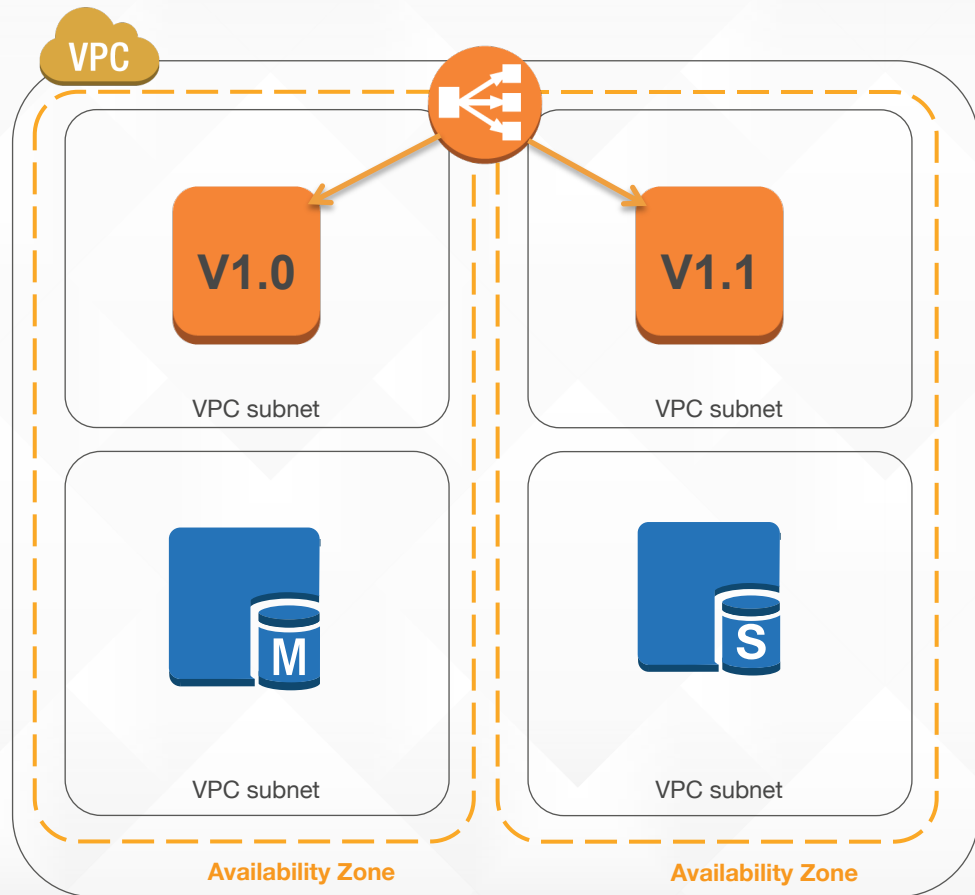 VPC
V1.0
V1.1
VPC subnet
VPC subnet
M
S
VPC subnet
VPC subnet
Availability Zone
Availability Zone